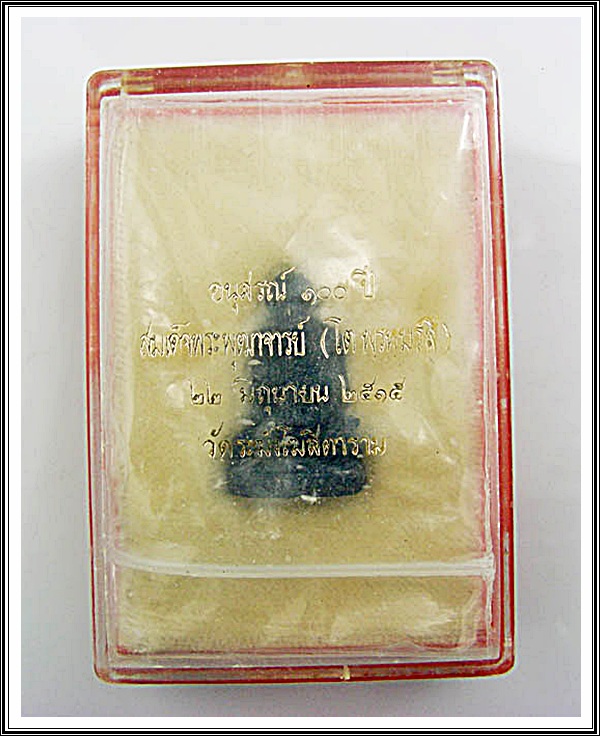 อนุสรณ์ ๑๐๐ ปี
สมเด็จพระพุฒาจารย์ (โต พฺรหฺมรํสี)
๒๒ มิถุนายน ๒๕๑๕
วัดระฆังโฆสิตาราม